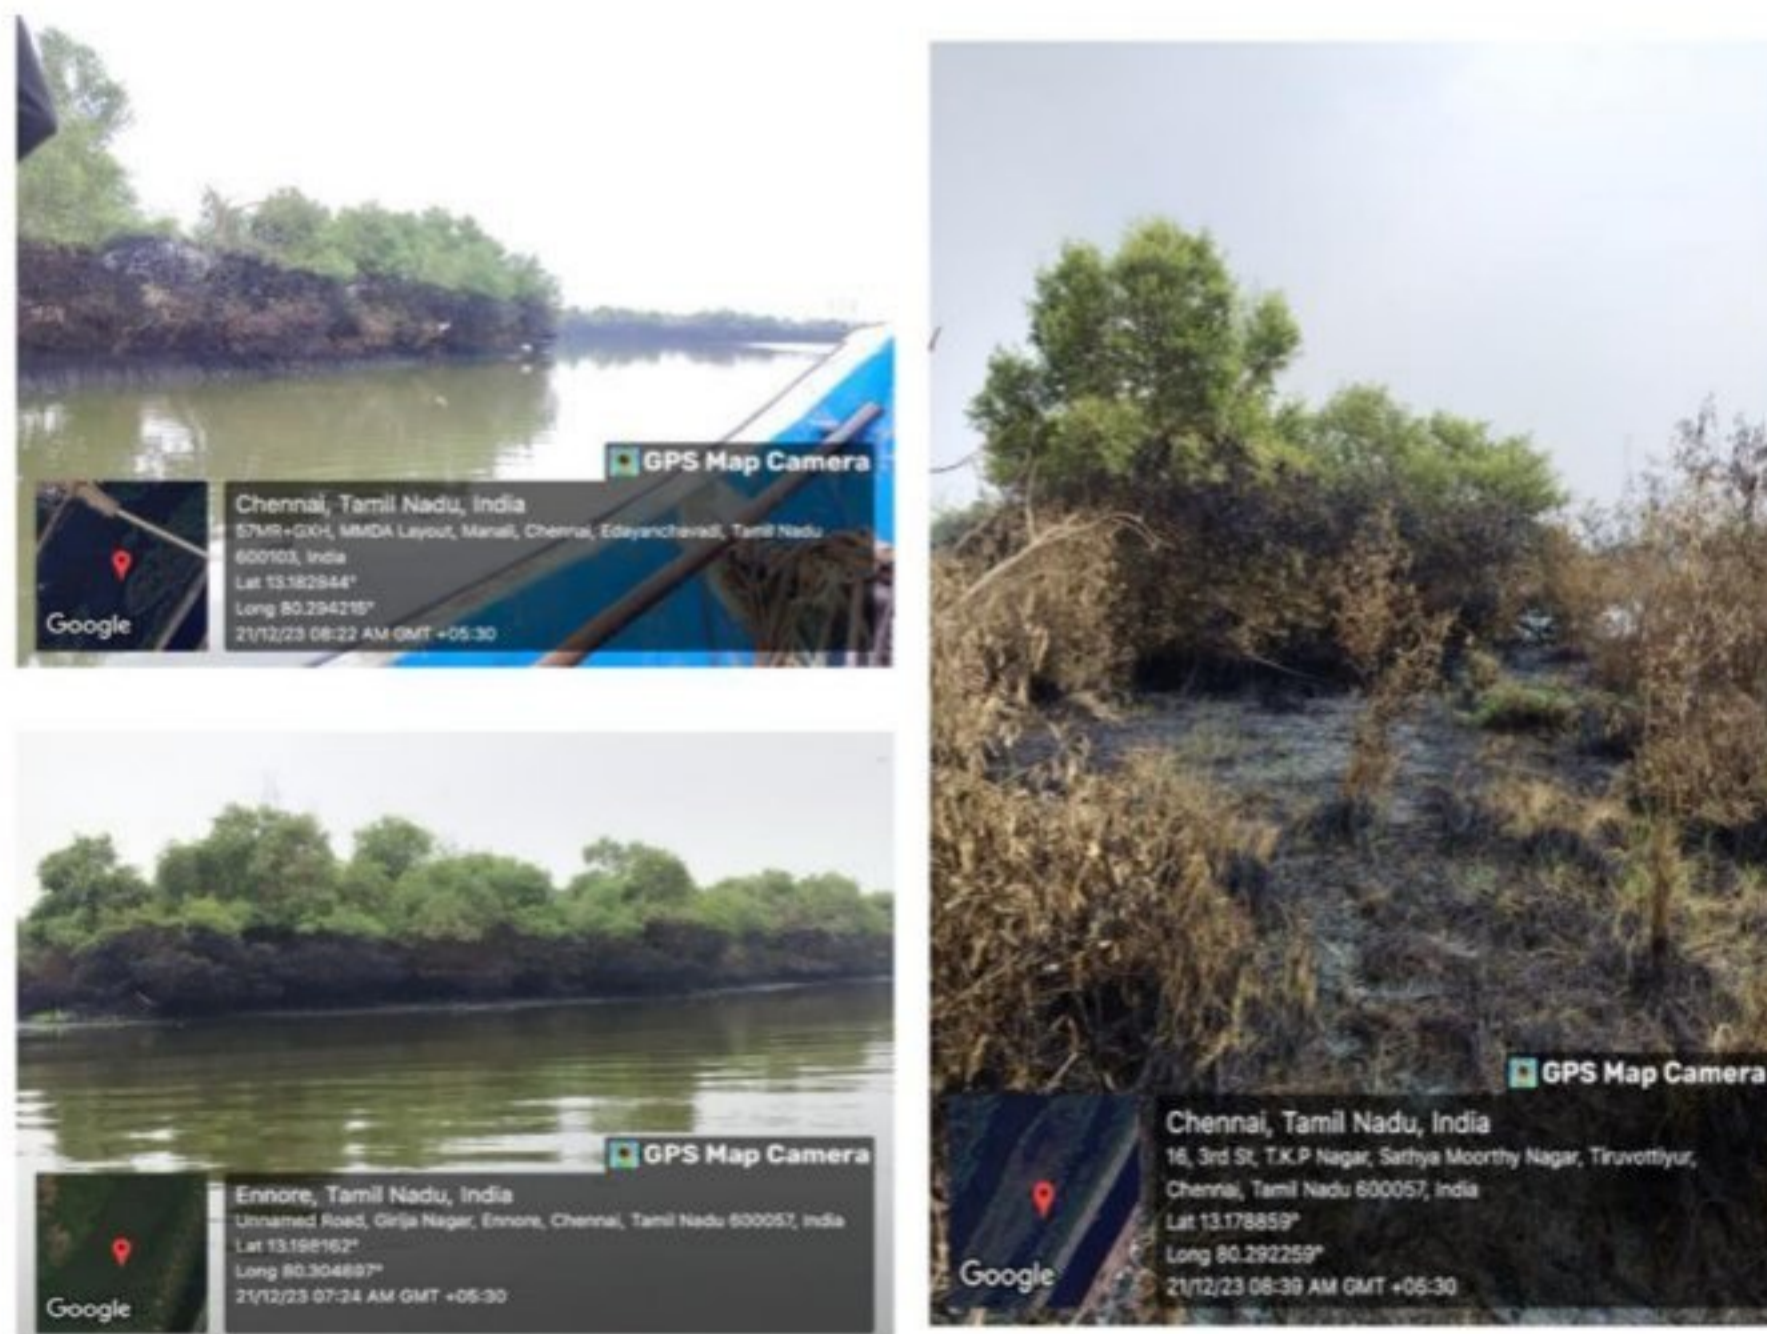 GPS Map Camera
Chennai, Tamil Nadu, India
57MR+GXH, MMDA Layout, Manali, Chennai, Edayanchavadi, Tamil Nadu
600103, India
Lat 13.182944°
Long 80.294215°
21/12/23 08:22 AM GMT +05:30
Google
GPS Map Camera
Ennore, Tamil Nadu, India
Unnamed Road, Girija Nagar, Ennore, Chennai, Tamil Nadu 600057, India
Lat 13.198162°
Long 80.304697°
21/12/23 07:24 AM GMT +05:30
Google
GPS Map Camera
Chennai, Tamil Nadu, India
16, 3rd St, T.K.P Nagar, Sathya Moorthy Nagar, Tiruvottiyur,
Chennai, Tamil Nadu 600057, India
Lat 13.178859°
Long 80.292259°
21/12/23 08:39 AM GMT +05:30
Google